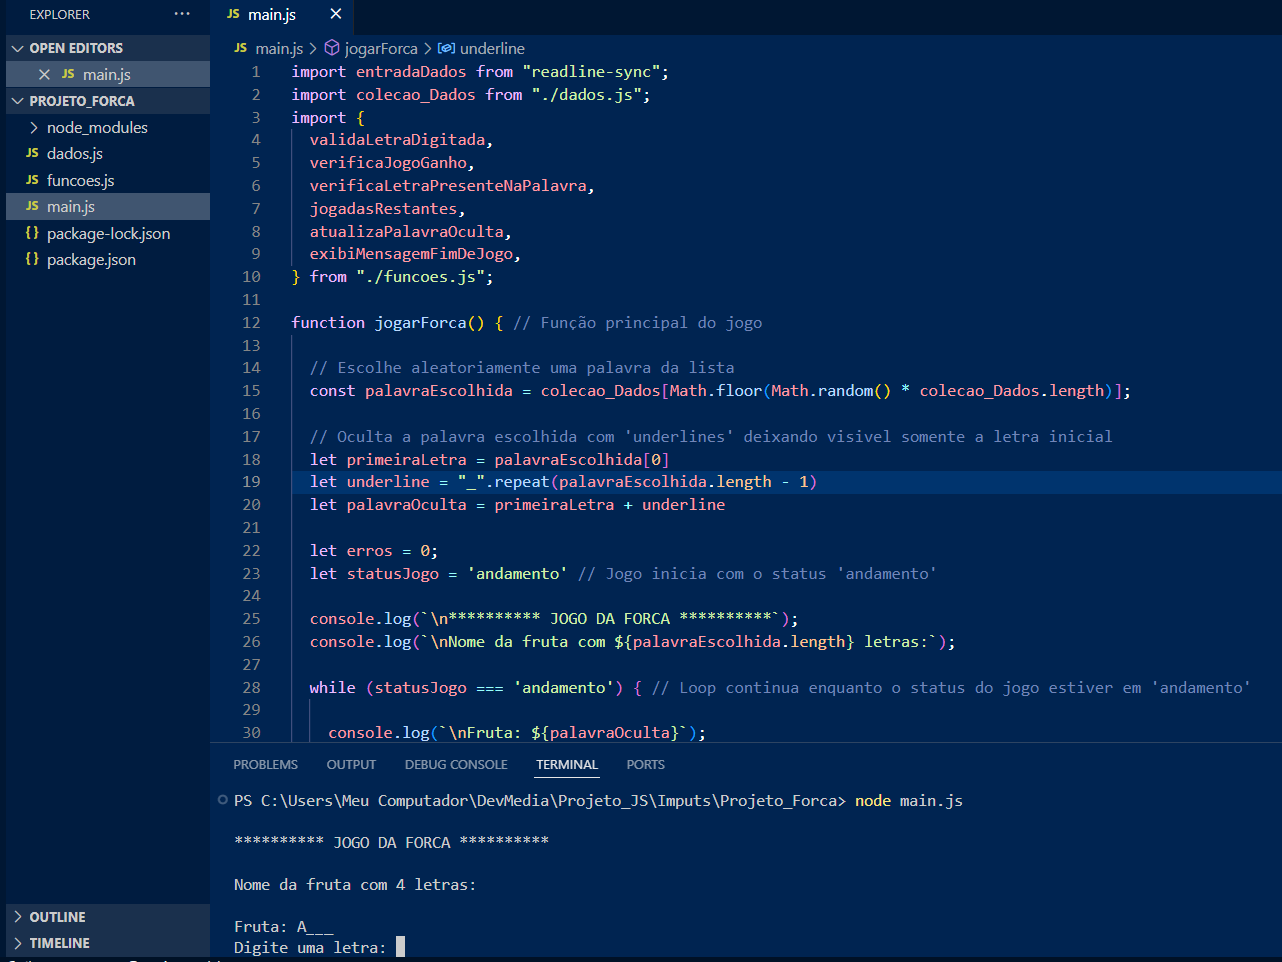 EXPLORER ···
OPEN EDITORS
JS main.js
PROJETO_FORCA
node_modules
JS dados.js
JS funcoes.js
JS main.js
{} package-lock.json
{} package.json
OUTLINE
TIMELINE
JS main.js
JS main.js > jogarForca > underline
1 import entradaDados from "readline-sync";
2 import colecao_Dados from "./dados.js";
3 import {
4 validaLetraDigitada,
5 verificaJogoGanho,
6 verificaLetraPresenteNaPalavra,
7 jogadasRestantes,
8 atualizaPalavraOculta,
9 exibiMensagemFimDeJogo,
10 } from "./funcoes.js";
11
12 function jogarForca() { // Função principal do jogo
13
14 // Escolhe aleatoriamente uma palavra da lista
15 const palavraEscolhida = colecao_Dados[Math.floor(Math.random() * colecao_Dados.length)];
16
17 // Oculta a palavra escolhida com 'underlines' deixando visivel somente a letra inicial
18 let primeiraLetra = palavraEscolhida[0]
19 let underline = "_".repeat(palavraEscolhida.length - 1)
20 let palavraOculta = primeiraLetra + underline
21
22 let erros = 0;
23 let statusJogo = 'andamento' // Jogo inicia com o status 'andamento'
24
25 console.log(`\n********** JOGO DA FORCA **********`);
26 console.log(`\nNome da fruta com ${palavraEscolhida.length} letras:`);
27
28 while (statusJogo === 'andamento') { // Loop continua enquanto o status do jogo estiver em 'andamento'
29
30 console.log(`\nFruta: ${palavraOculta}`);
PROBLEMS OUTPUT DEBUG CONSOLE TERMINAL PORTS
PS C:\Users\Meu Computador\DevMedia\Projeto_JS\Imputs\Projeto_Forca> node main.js
********** JOGO DA FORCA **********
Nome da fruta com 4 letras:
Fruta: A___
Digite uma letra: